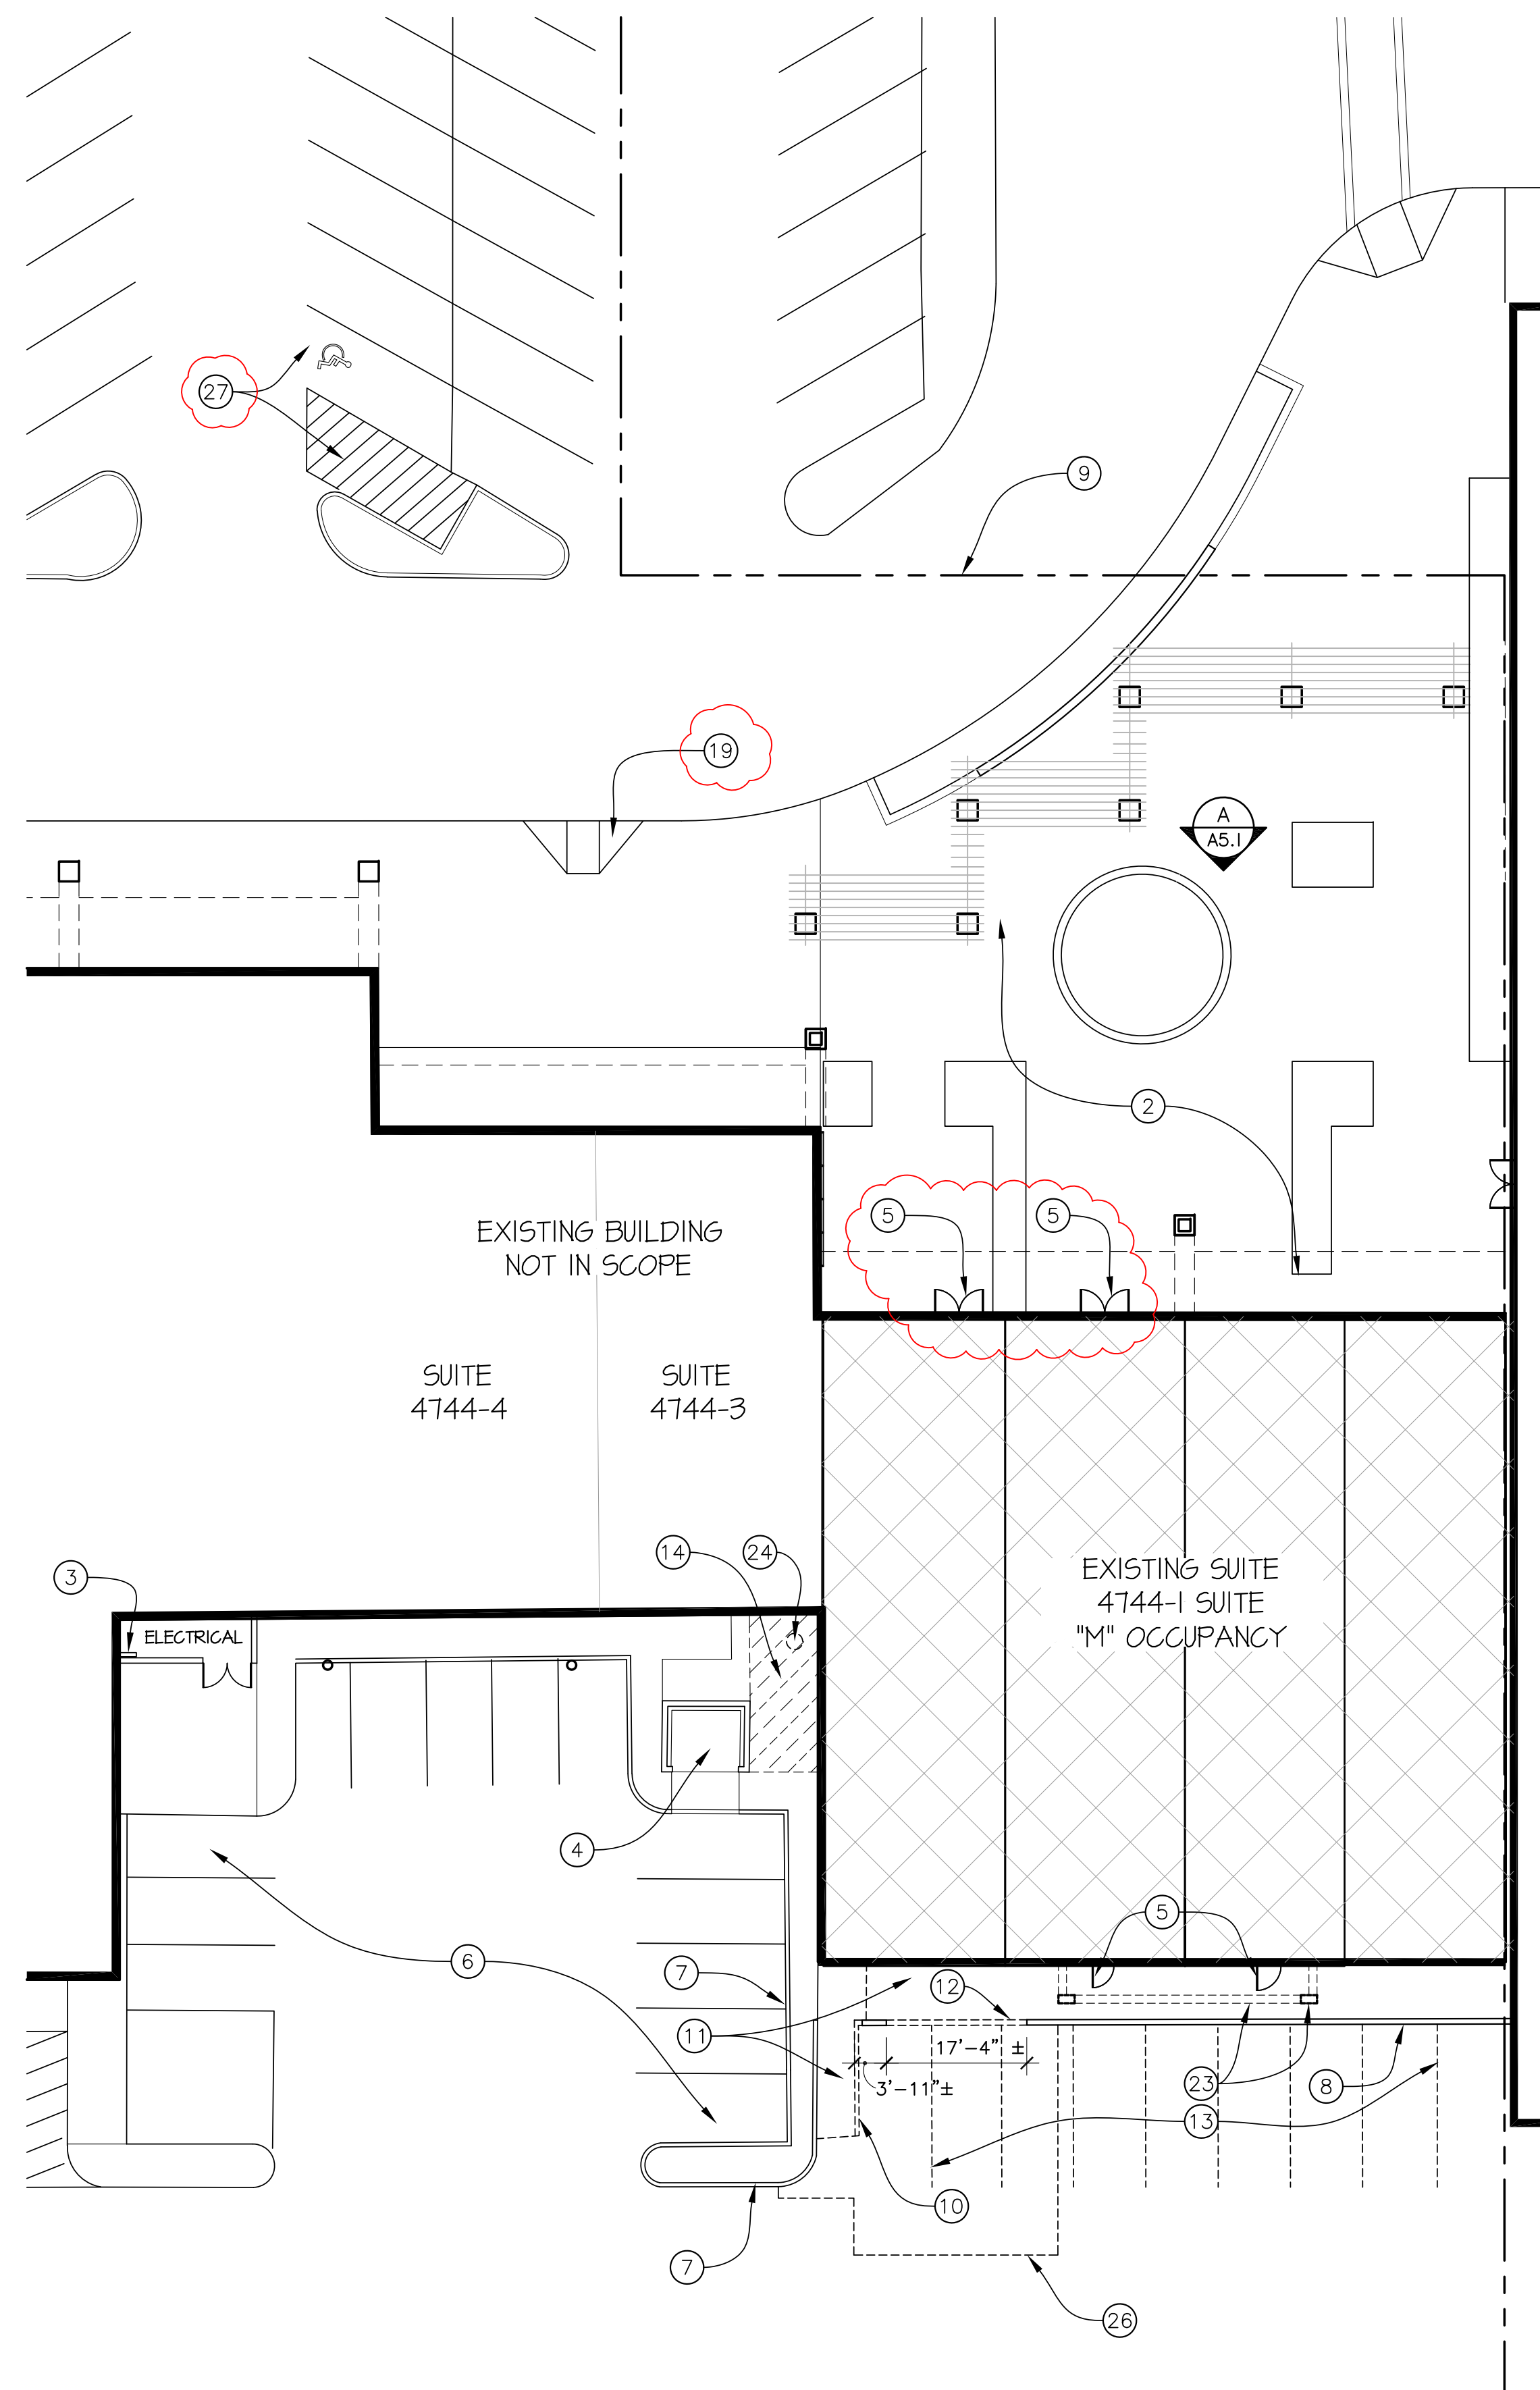 27
9
19
A
A5.1
2
5
5
EXISTING BUILDING
NOT IN SCOPE
SUITE
4744-4
SUITE
4744-3
14
24
3
ELECTRICAL
EXISTING SUITE
4744-1 SUITE
"M" OCCUPANCY
4
5
6
7
12
11
17'-4" ±
3'-11"±
23
8
13
10
7
26